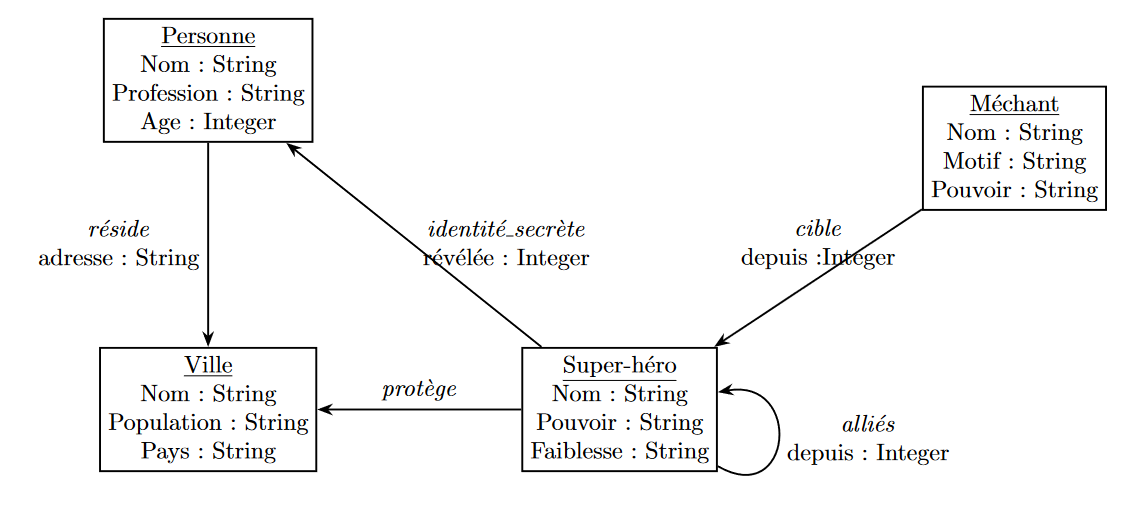 Personne
Nom : String
Profession : String
Age : Integer
Méchant
Nom : String
Motif : String
Pouvoir : String
réside
adresse : String
identité_secrète
révélée : Integer
cible
depuis :Integer
Ville
Nom : String
Population : String
Pays : String
protège
Super-héro
Nom : String
Pouvoir : String
Faiblesse : String
alliés
depuis : Integer